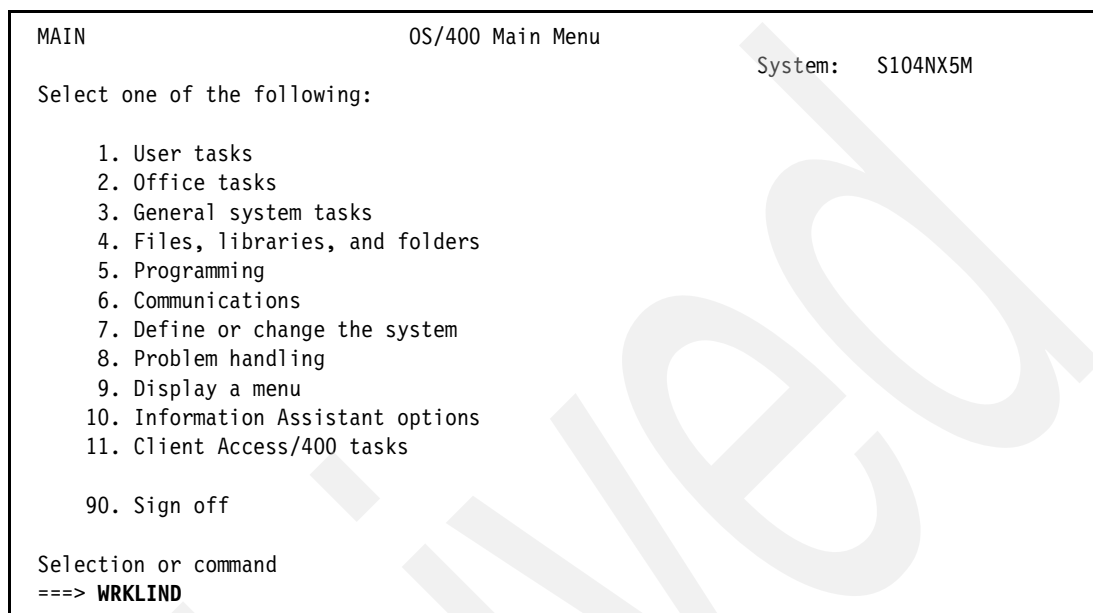 MAIN OS/400 Main Menu
System: S104NX5M
Select one of the following:
1. User tasks
2. Office tasks
3. General system tasks
4. Files, libraries, and folders
5. Programming
6. Communications
7. Define or change the system
8. Problem handling
9. Display a menu
10. Information Assistant options
11. Client Access/400 tasks
90. Sign off
Selection or command
===> WRKLIND
ived